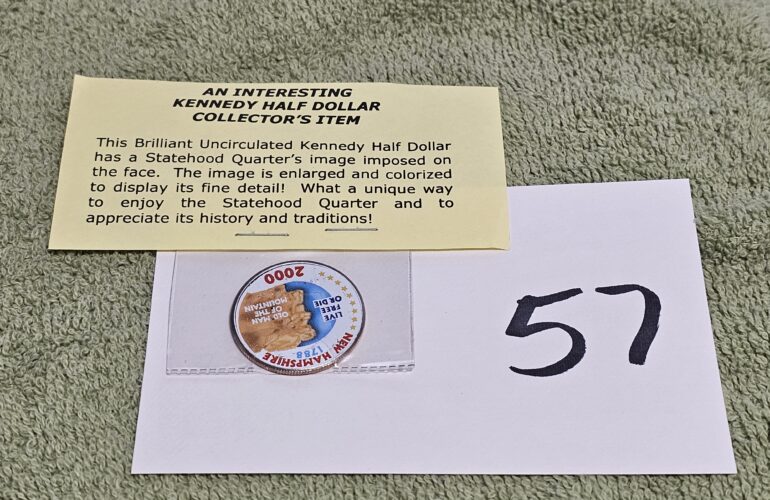 AN INTERESTING
KENNEDY HALF DOLLAR
COLLECTOR'S ITEM
This Brilliant Uncirculated Kennedy Half Dollar
has a Statehood Quarter's image imposed on
the face. The image is enlarged and colorized
to display its fine detail! What a unique way
to enjoy the Statehood Quarter and to
appreciate its history and traditions!
NEW HAMPSHIRE
1788
LIVE
FREE
OR DIE
OLD MAN
OF THE
MOUNTAIN
2000
57